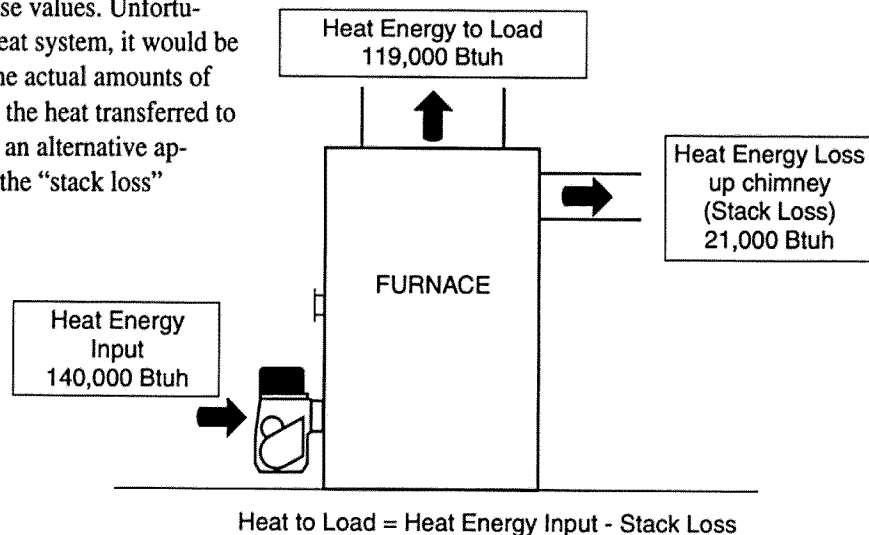 se values. Unfortu-
eat system, it would be
ne actual amounts of
the heat transferred to
an alternative ap-
the “stack loss”
Heat Energy to Load
119,000 Btuh
Heat Energy Loss
up chimney
(Stack Loss)
21,000 Btuh
FURNACE
Heat Energy
Input
140,000 Btuh
Heat to Load = Heat Energy Input - Stack Loss